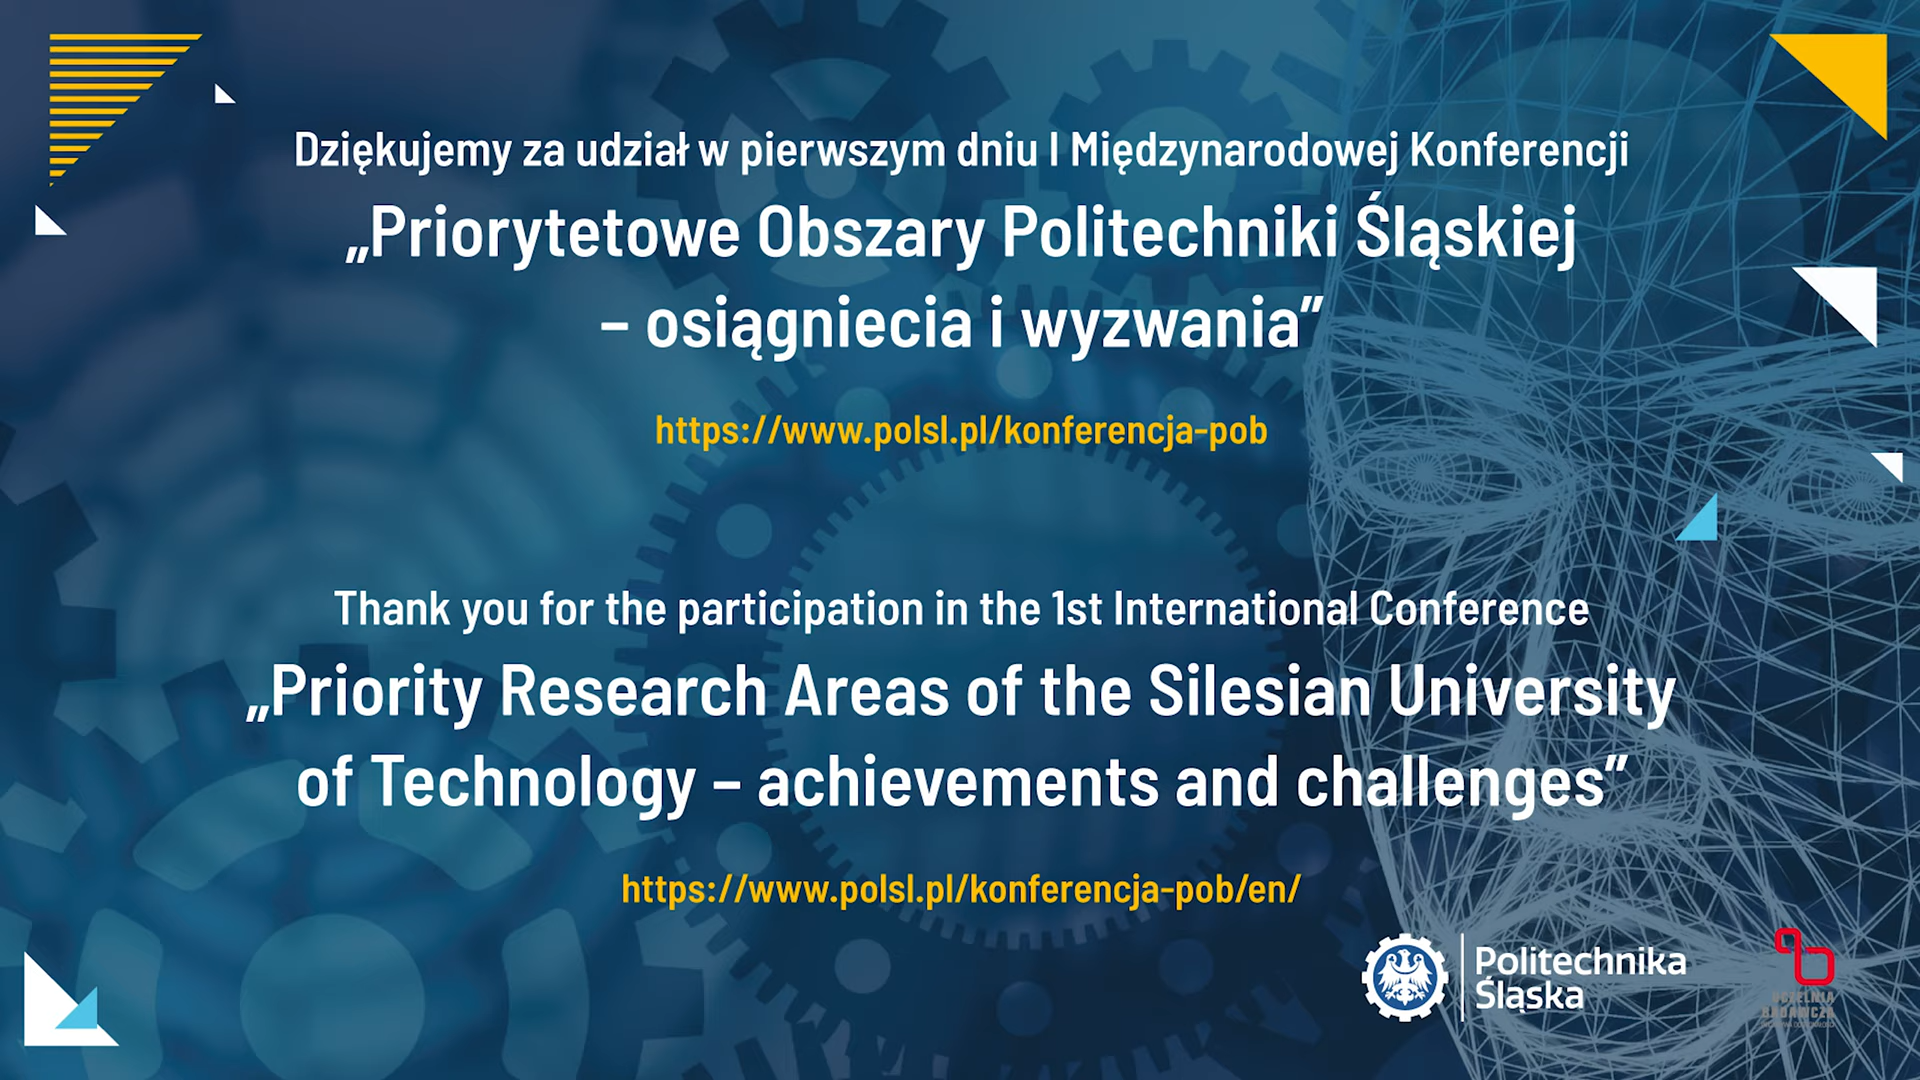 Dziękujemy za udział w pierwszym dniu I Międzynarodowej Konferencji
„Priorytetowe Obszary Politechniki Śląskiej
– osiągniecia i wyzwania”
https://www.polsl.pl/konferencja-pob
Thank you for the participation in the 1st International Conference
„Priority Research Areas of the Silesian University
of Technology – achievements and challenges”
https://www.polsl.pl/konferencja-pob/en/
Politechnika
Śląska
UCZELNIA
BADAWCZA